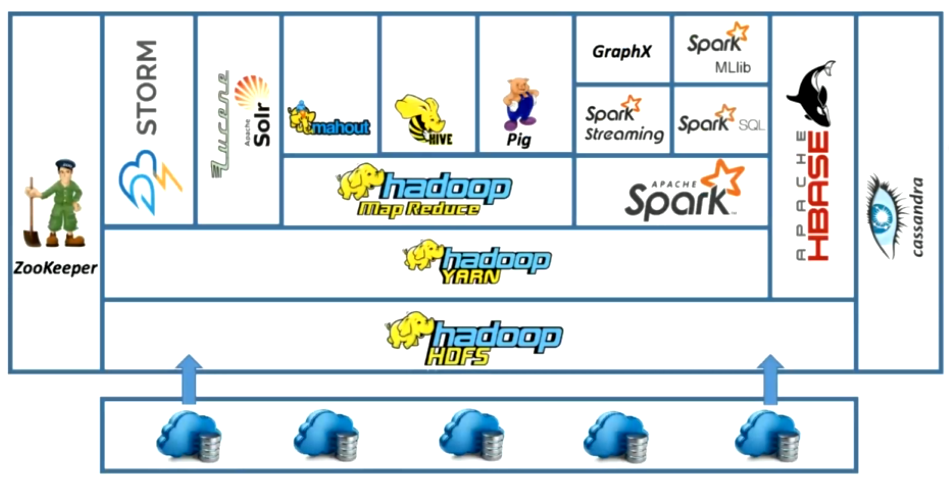 ZooKeeper
STORM
Lucene
Apache
Solr
mahout
HIVE
Pig
GraphX
Spark
MLlib
Spark
Streaming
Spark SQL
hadoop
Map Reduce
APACHE
Spark™
APACHE
HBASE
cassandra
hadoop
YARN
hadoop
HDFS